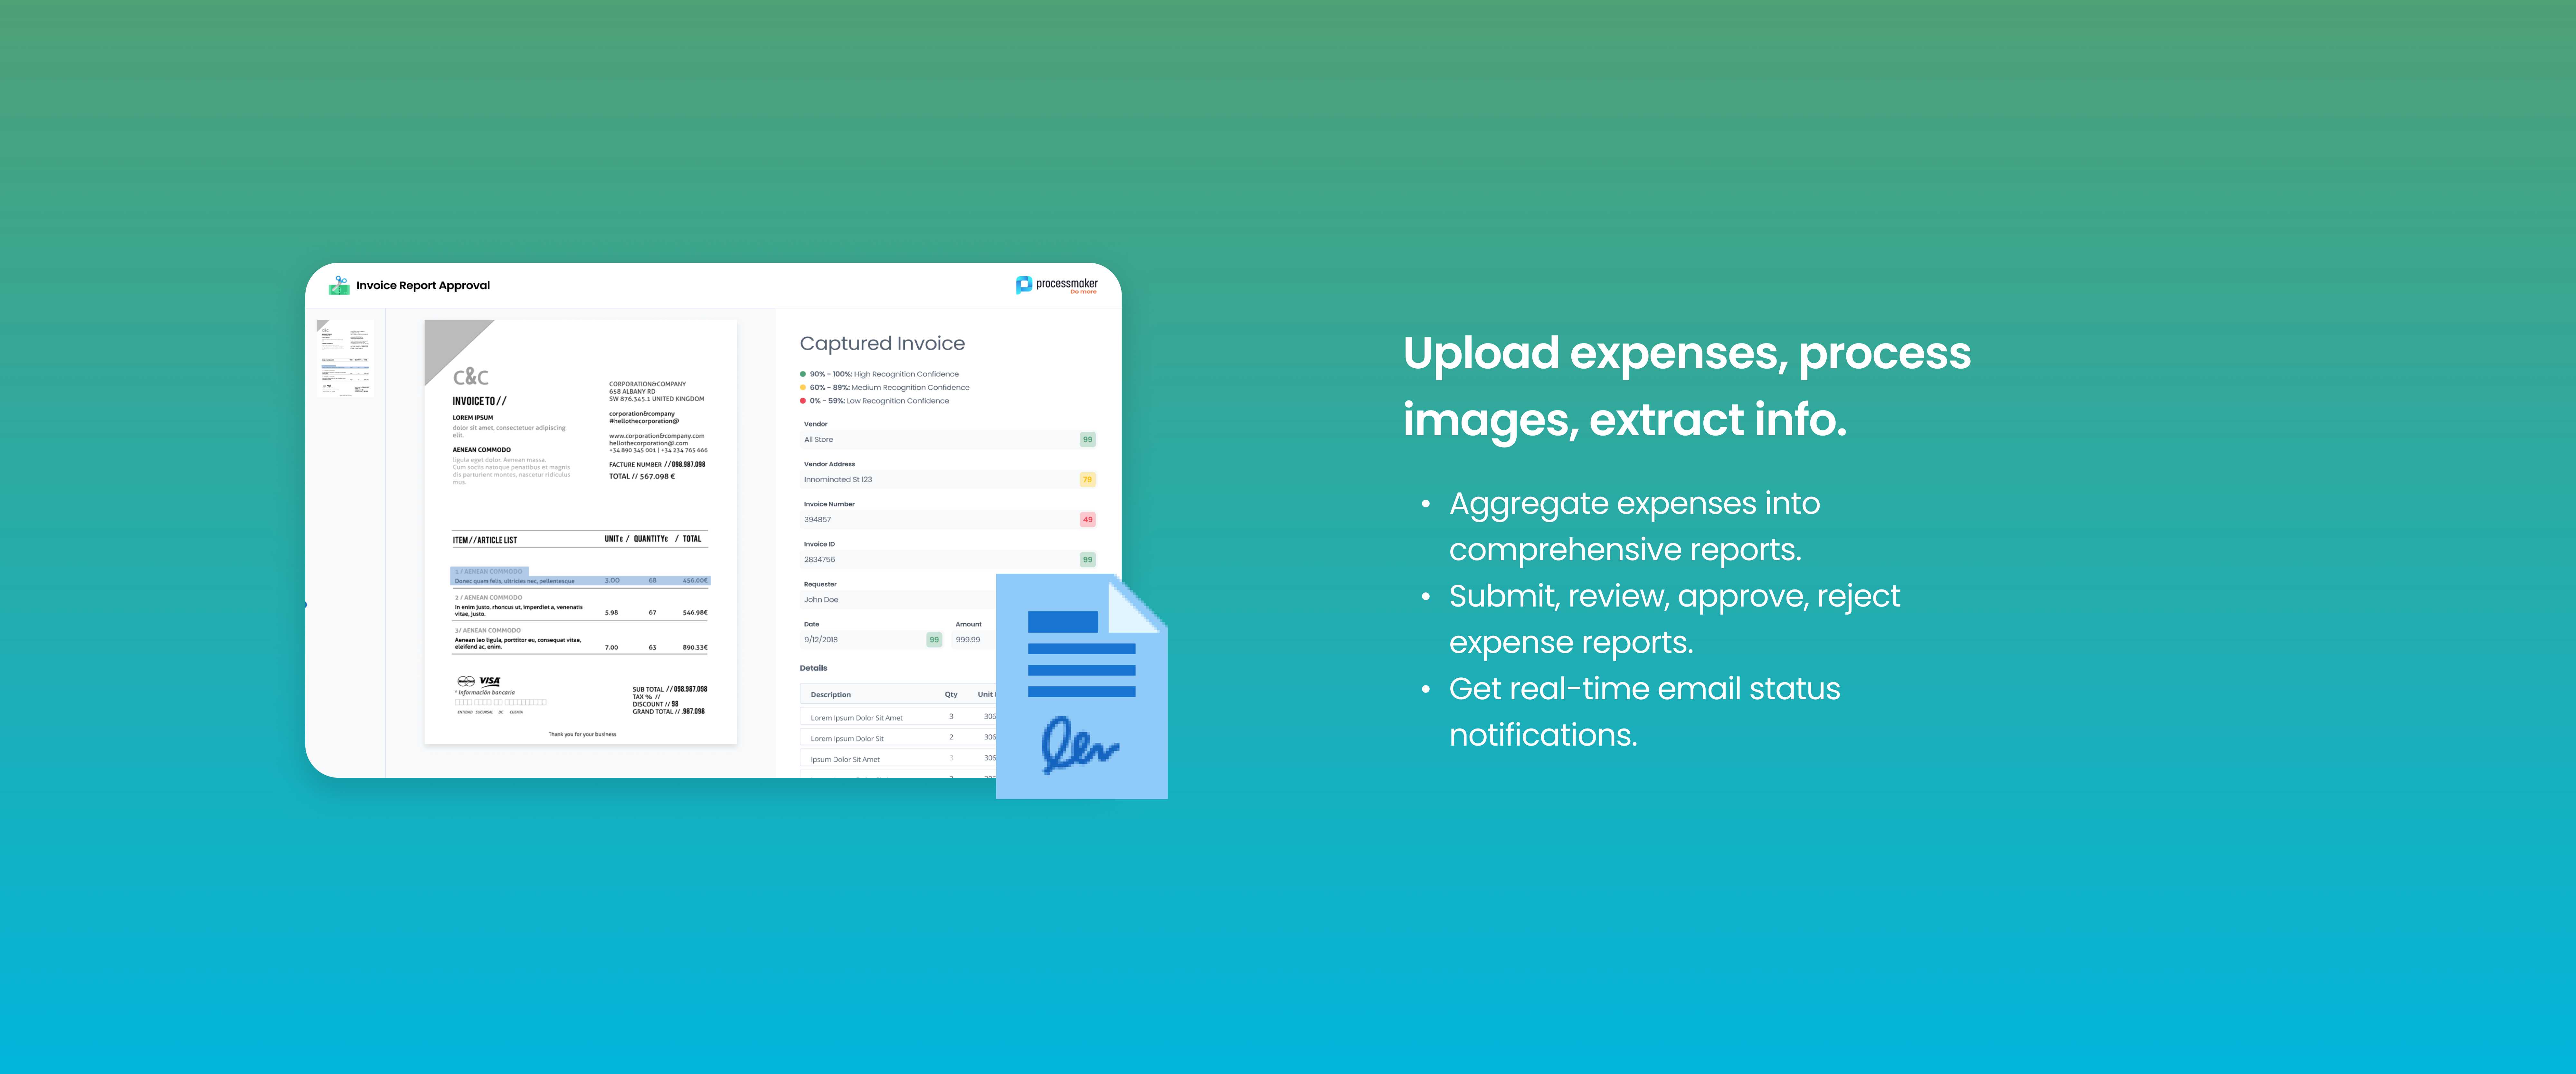 Invoice Report Approval
processmaker
Do more
C&C
INVOICE TO //
LOREM IPSUM
dolor sit amet, consectetuer adipiscing
elit.
AENEAN COMMODO
ligula eget dolor. Aenean massa.
Cum sociis natoque penatibus et magnis
dis parturient montes, nascetur ridiculus
mus.
CORPORATION&COMPANY
658 ALBANY RD
SW 876.345.1 UNITED KINGDOM
corporation&company
#hellothecorporation@
www.corporation&company.com
hellothecorporation@.com
+34 890 345 001 | +34 234 765 666
FACTURE NUMBER // 098.987.098
TOTAL // 567.098 €
ITEM // ARTICLE LIST UNIT£ / QUANTITY£ / TOTAL
1 / AENEAN COMMODO
Donec quam felis, ultricies nec, pellentesque 3.00 68 456.00€
2 / AENEAN COMMODO
In enim justo, rhoncus ut, imperdiet a, venenatis
vitae, justo. 5.98 67 546.98€
3/ AENEAN COMMODO
Aenean leo ligula, porttitor eu, consequat vitae,
eleifend ac, enim. 7.00 63 890.33€
VISA
* Información bancaria
ENTIDAD SUCURSAL DC CUENTA
SUB TOTAL // 098.987.098
TAX % //
DISCOUNT // 98
GRAND TOTAL // .987.098
Thank you for your business
Captured Invoice
90% - 100%: High Recognition Confidence
60% - 89%: Medium Recognition Confidence
0% - 59%: Low Recognition Confidence
Vendor
All Store 99
Vendor Address
Innominated St 123 79
Invoice Number
394857 49
Invoice ID
2834756 99
Requester
John Doe
Date Amount
9/12/2018 99 999.99
Details
Description Qty Unit
Lorem Ipsum Dolor Sit Amet 3 306
Lorem Ipsum Dolor Sit 2 306
Ipsum Dolor Sit Amet 3 306
Upload expenses, process
images, extract info.
• Aggregate expenses into
comprehensive reports.
• Submit, review, approve, reject
expense reports.
• Get real-time email status
notifications.